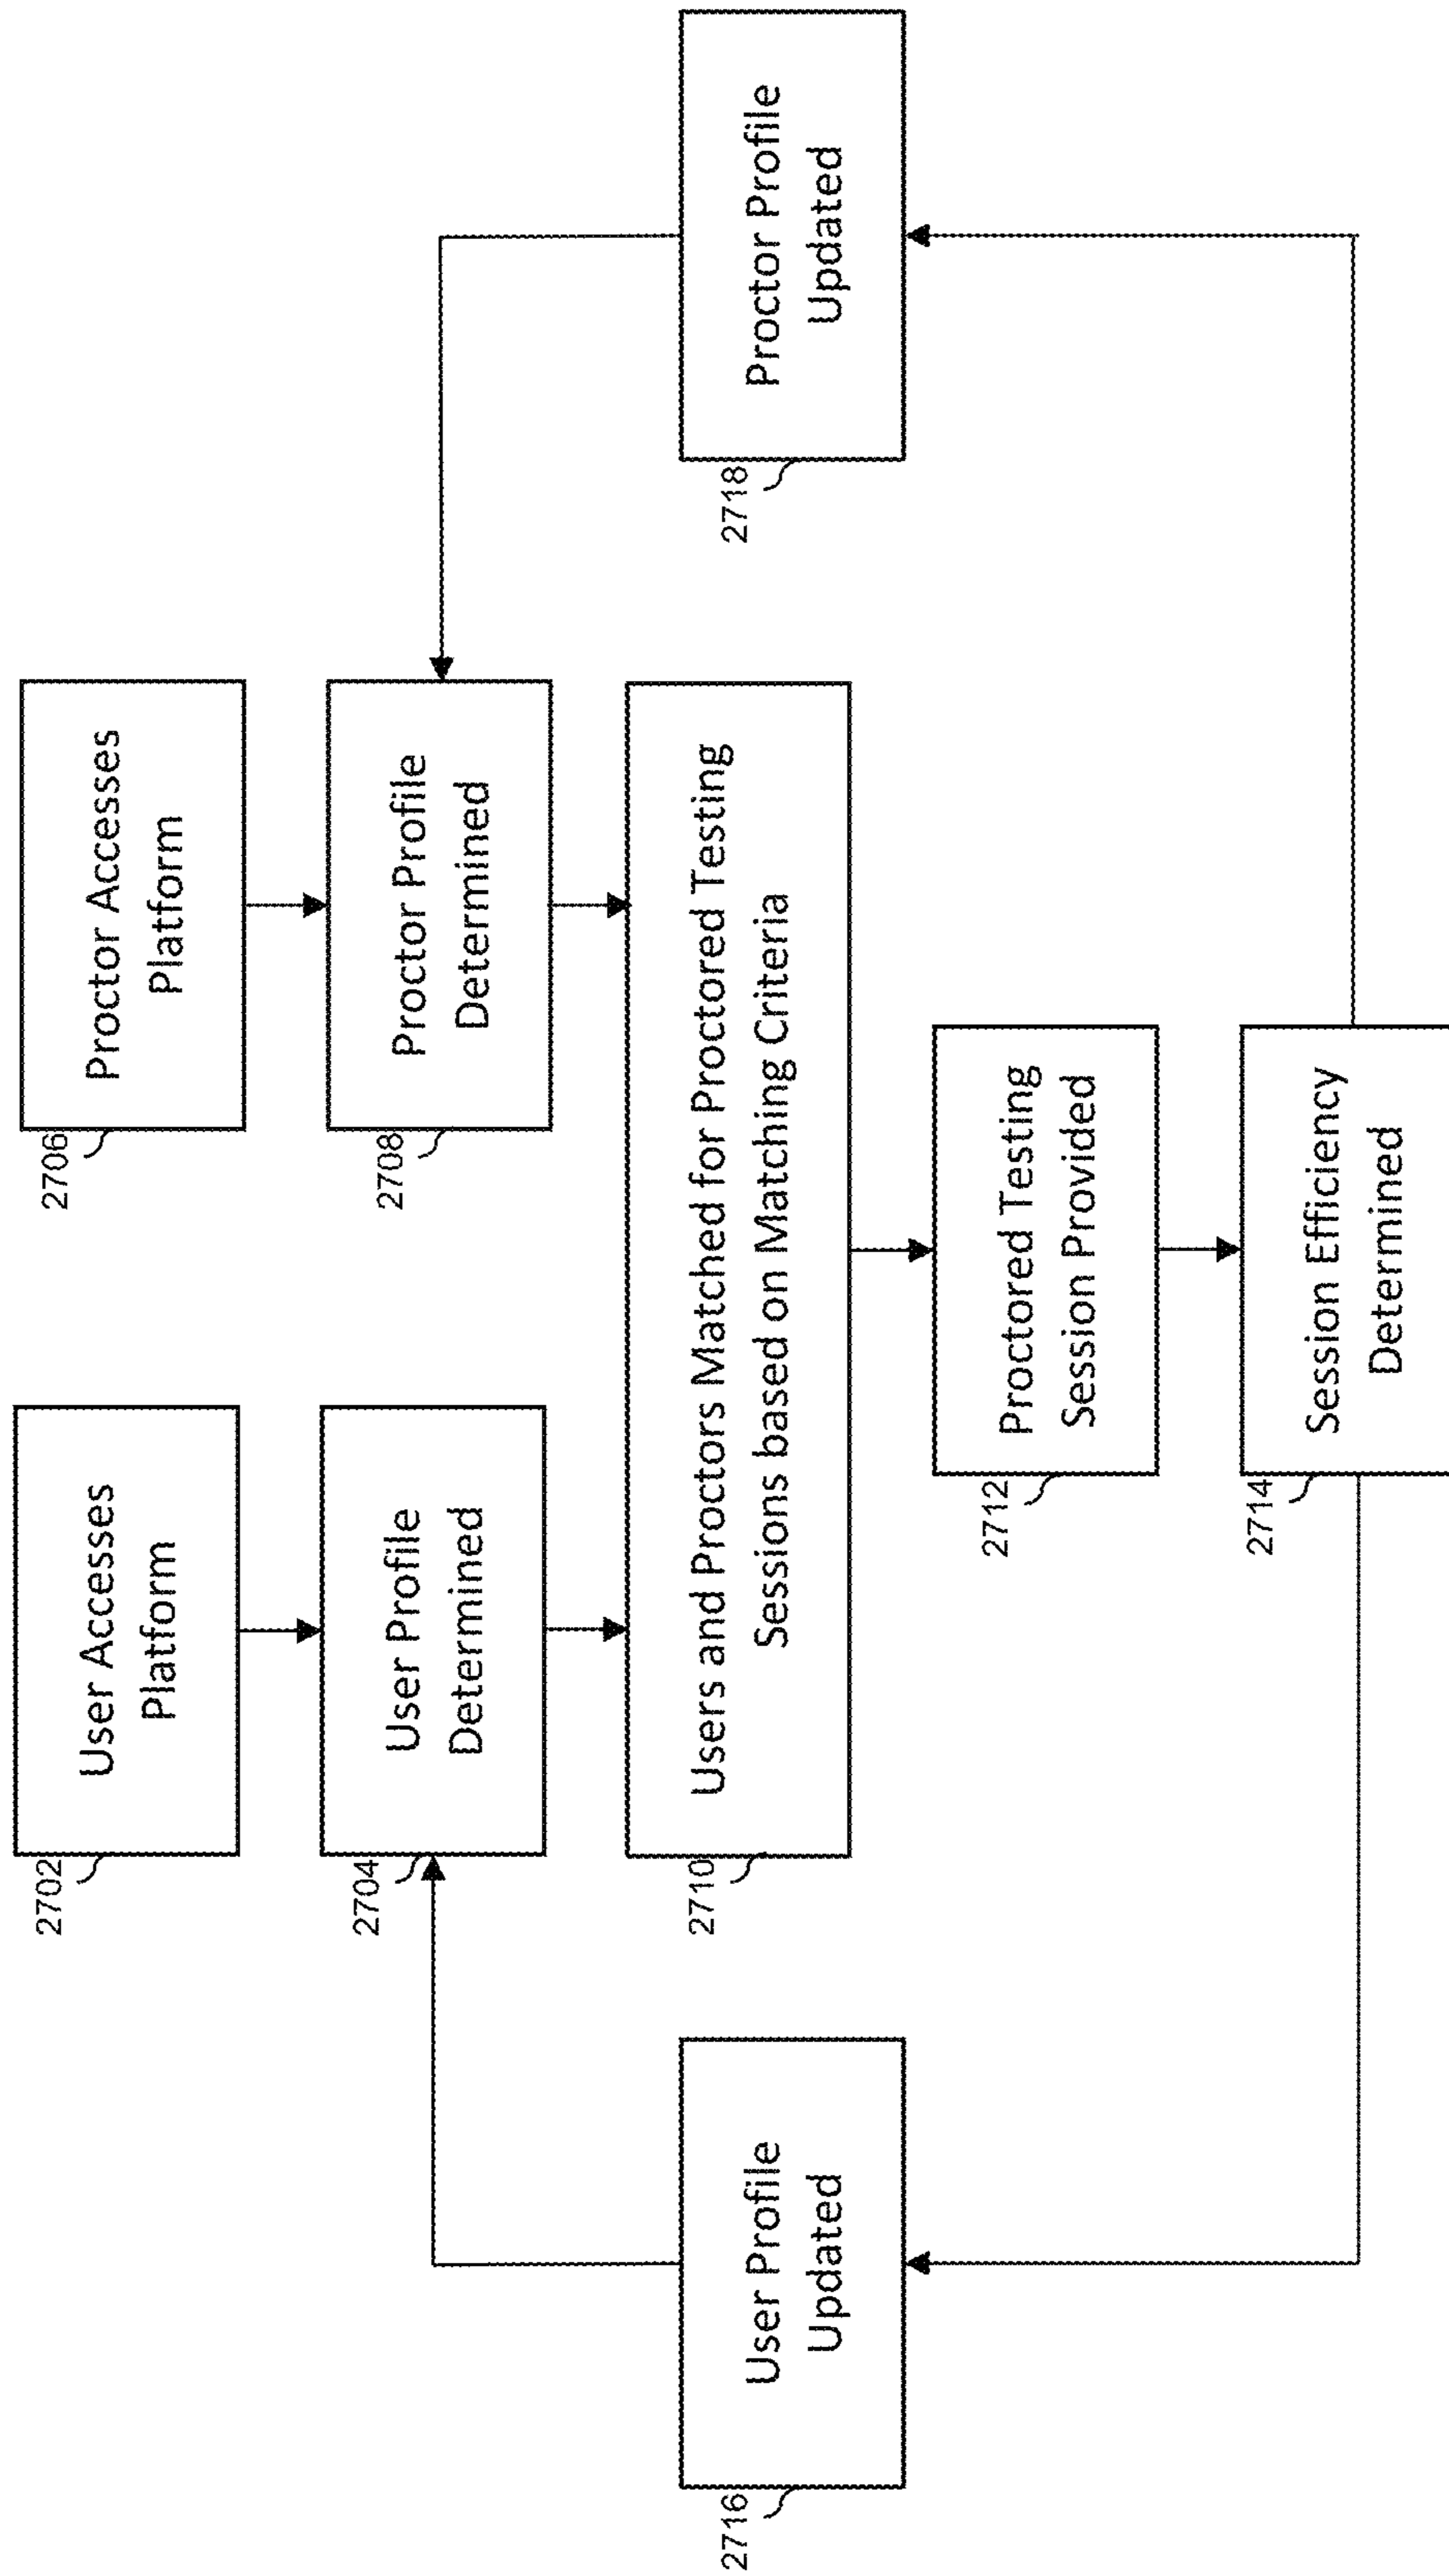 2702
User Accesses
Platform
2706
Proctor Accesses
Platform
2704
User Profile
Determined
2708
Proctor Profile
Determined
2710
Users and Proctors Matched for Proctored Testing
Sessions based on Matching Criteria
2716
User Profile
Updated
2718
Proctor Profile
Updated
2712
Proctored Testing
Session Provided
2714
Session Efficiency
Determined